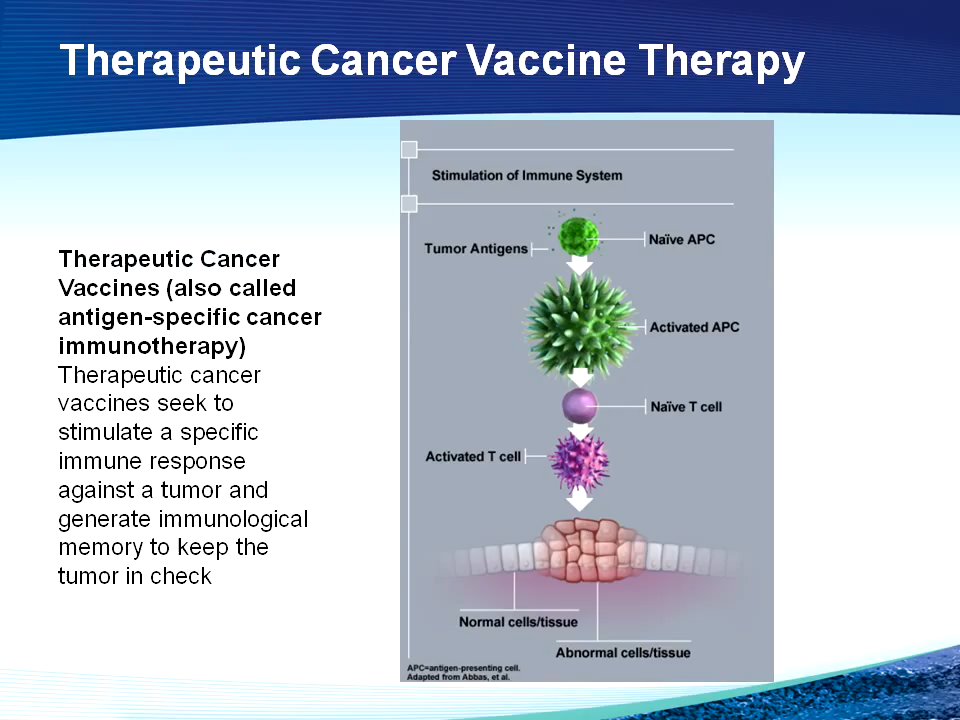 Therapeutic Cancer Vaccine Therapy
Therapeutic Cancer
Vaccines (also called
antigen-specific cancer
immunotherapy)
Therapeutic cancer
vaccines seek to
stimulate a specific
immune response
against a tumor and
generate immunological
memory to keep the
tumor in check
Stimulation of Immune System
Tumor Antigens
Naïve APC
Activated APC
Naïve T cell
Activated T cell
Normal cells/tissue
Abnormal cells/tissue
APC=antigen-presenting cell.
Adapted from Abbas, et al.